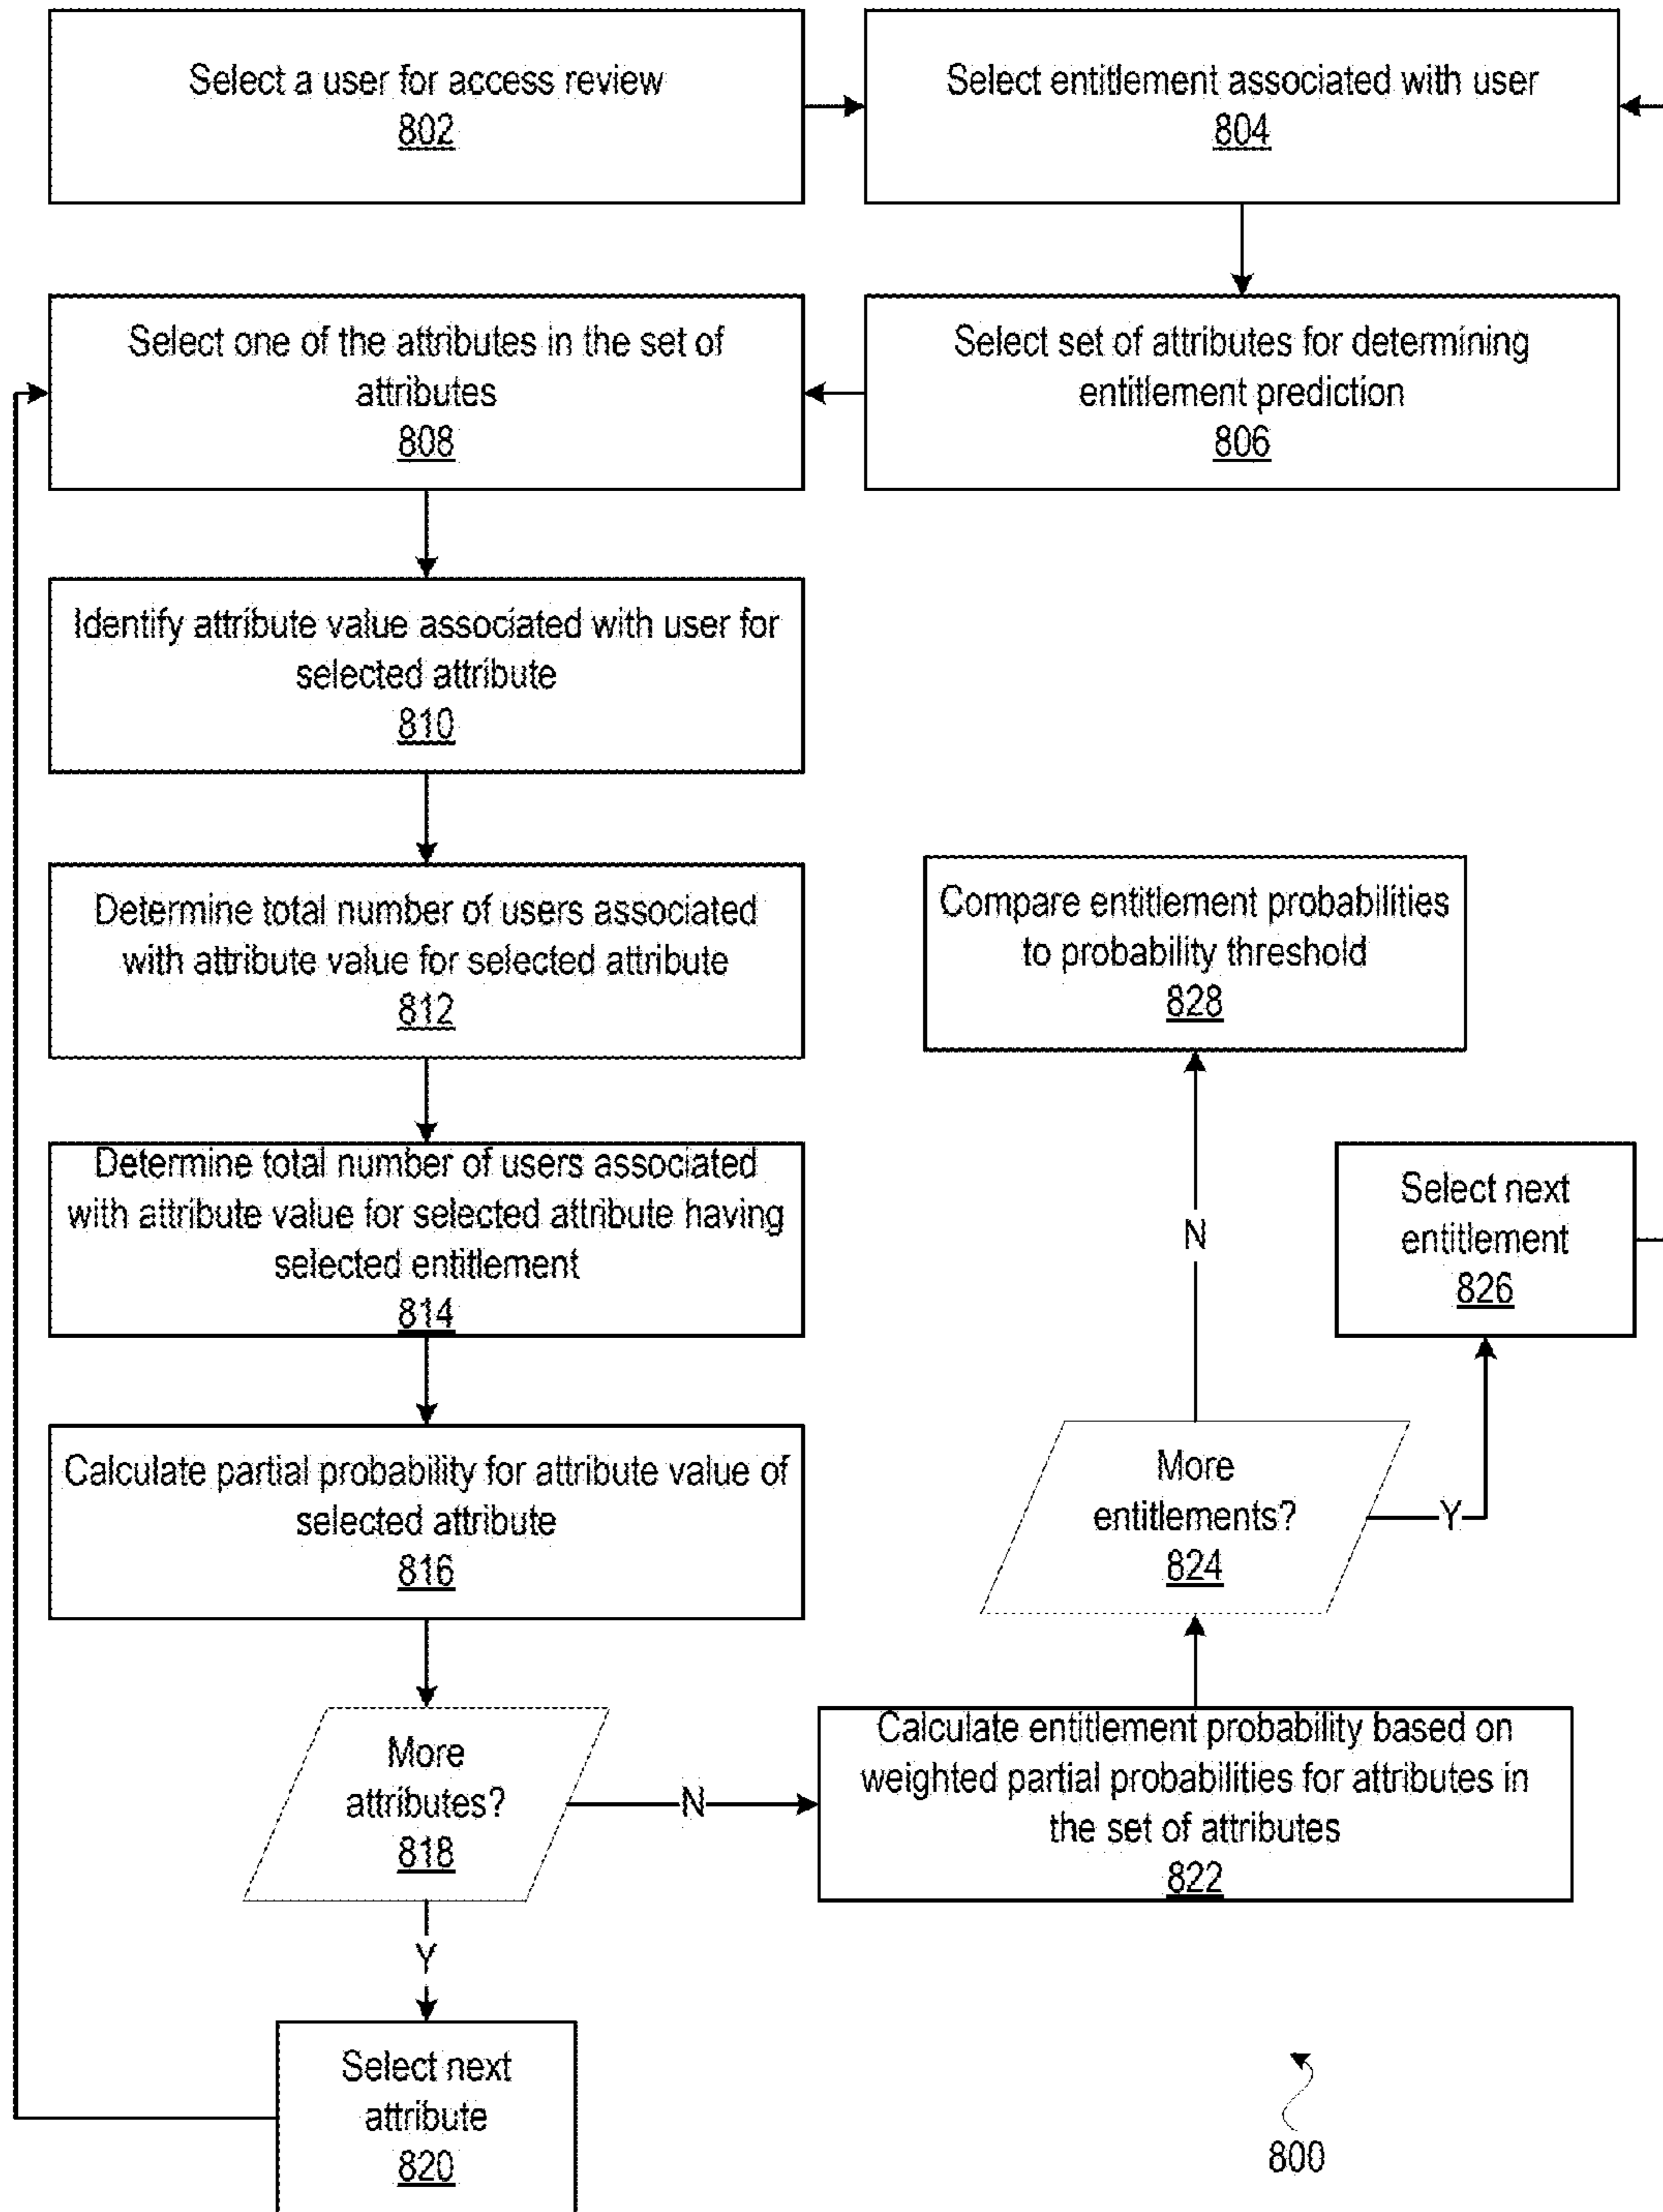 Select a user for access review
802
Select entitlement associated with user
804
Select one of the attributes in the set of
attributes
808
Select set of attributes for determining
entitlement prediction
806
Identify attribute value associated with user for
selected attribute
810
Determine total number of users associated
with attribute value for selected attribute
812
Compare entitlement probabilities
to probability threshold
828
Determine total number of users associated
with attribute value for selected attribute having
selected entitlement
814
N
Select next
entitlement
826
Calculate partial probability for attribute value of
selected attribute
816
More
entitlements?
824
Y
More
attributes?
818
N
Calculate entitlement probability based on
weighted partial probabilities for attributes in
the set of attributes
822
Y
Select next
attribute
820
800